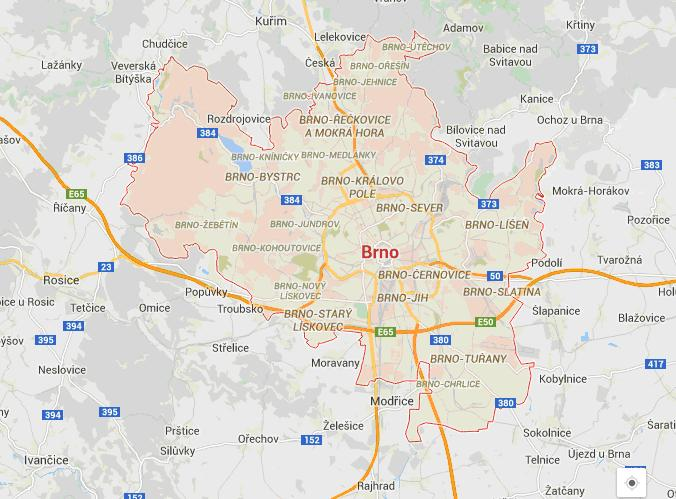 Kuřim
Adamov
Křtiny
Lelekovice
Chudčice
BRNO-ÚTĚCHOV
373
Babice nad
Svitavou
Lažánky
Veverská
Bítýška
Česká
BRNO-OŘEŠÍN
BRNO-JEHNICE
BRNO-IVANOVICE
Kanice
Rozdrojovice
BRNO-ŘEČKOVICE
A MOKRÁ HORA
Ochoz u Brna
384
Bílovice nad
Svitavou
386
BRNO-KNÍNIČKY
BRNO-MEDLÁNKY
374
383
BRNO-BYSTRC
BRNO-KRÁLOVO
POLE
Mokrá-Horákov
E65
384
373
Říčany
BRNO-SEVER
Pozořice
BRNO-ŽEBĚTÍN
BRNO-JUNDROV
BRNO-LÍŠEŇ
BRNO-KOHOUTOVICE
Brno
Podolí
Tvarožná
23
BRNO-ČERNOVICE
50
Rosice
BRNO-NOVÝ
LÍSKOVEC
Popůvky
BRNO-JIH
BRNO-SLATINA
Tetčice
Omice
Troubsko
BRNO-STARÝ
LÍSKOVEC
Šlapanice
394
E50
Blažovice
E65
395
380
Střelice
Moravany
BRNO-TUŘANY
417
Neslovice
Kobylnice
BRNO-CHRLICE
Modřice
380
394
395
Prštice
Želešice
Sokolnice
Ořechov
152
Silůvky
Ivančice
Telnice
Újezd u Brna
Rajhrad
Žatčany
152